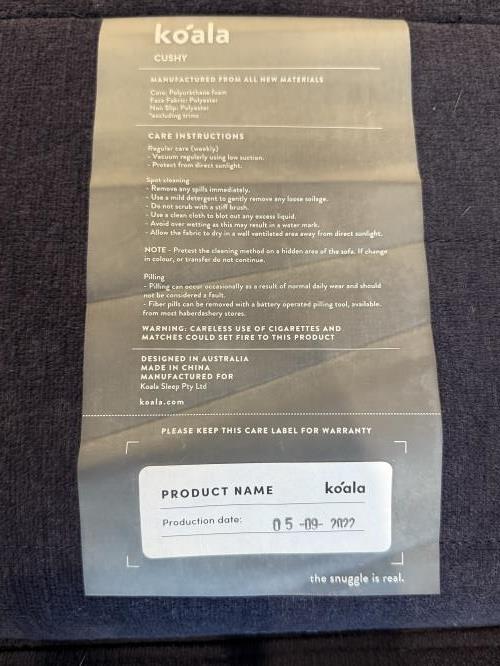 koala
CUSHY
MANUFACTURED FROM ALL NEW MATERIALS
Core: Polyurethane foam
Face Fabric: Polyester
Non Slip: Polyester
*excluding trims
CARE INSTRUCTIONS
Regular care (weekly)
- Vacuum regularly using low suction.
- Protect from direct sunlight.
Spot cleaning
- Remove any spills immediately.
- Use a mild detergent to gently remove any loose soilage.
- Do not scrub with a stiff brush.
- Use a clean cloth to blot out any excess liquid.
- Avoid over wetting as this may result in a water mark.
- Allow the fabric to dry in a well ventilated area away from direct sunlight.
NOTE - Pretest the cleaning method on a hidden area of the sofa. If change
in colour, or transfer do not continue.
Pilling
- Pilling can occur occasionally as a result of normal daily wear and should
not be considered a fault.
- Fiber pills can be removed with a battery operated pilling tool, available
from most haberdashery stores.
WARNING: CARELESS USE OF CIGARETTES AND
MATCHES COULD SET FIRE TO THIS PRODUCT
DESIGNED IN AUSTRALIA
MADE IN CHINA
MANUFACTURED FOR
Koala Sleep Pty Ltd
koala.com
PLEASE KEEP THIS CARE LABEL FOR WARRANTY
PRODUCT NAME koala
Production date: 05-09-2022
the snuggle is real.